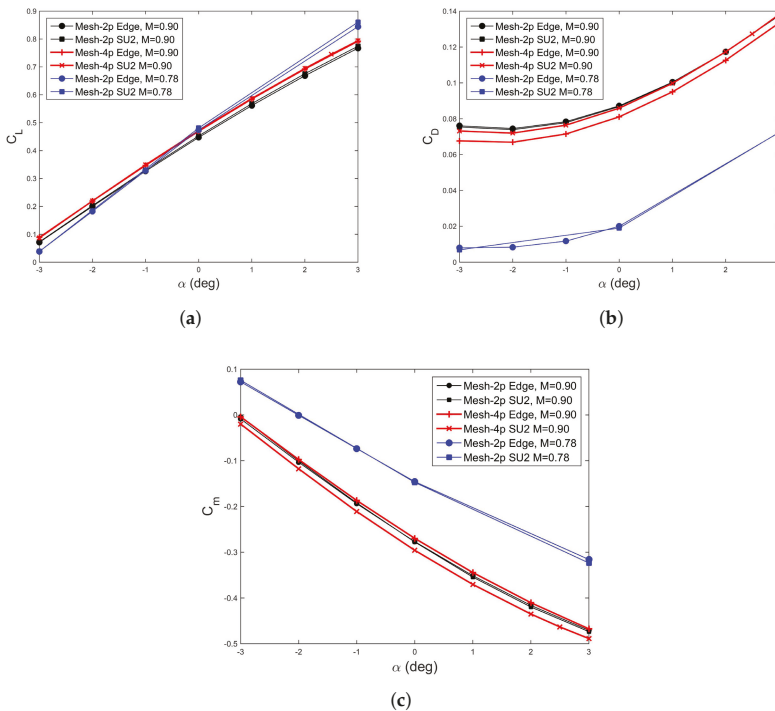 Mesh-2p Edge, M=0.90
Mesh-2p SU2, M=0.90
Mesh-4p Edge, M=0.90
Mesh-4p SU2 M=0.90
Mesh-2p Edge, M=0.78
Mesh-2p SU2 M=0.78
0.9
0.8
0.7
0.6
0.5
0.4
0.3
0.2
0.1
0
C_L
-3 -2 -1 0 1 2 3
α (deg)
(a)
Mesh-2p Edge, M=0.90
Mesh-2p SU2, M=0.90
Mesh-4p Edge, M=0.90
Mesh-4p SU2 M=0.90
Mesh-2p Edge, M=0.78
Mesh-2p SU2 M=0.78
0.14
0.12
0.1
0.08
0.06
0.04
0.02
0
C_D
-3 -2 -1 0 1 2
α (deg)
(b)
Mesh-2p Edge, M=0.90
Mesh-2p SU2, M=0.90
Mesh-4p Edge, M=0.90
Mesh-4p SU2 M=0.90
Mesh-2p Edge, M=0.78
Mesh-2p SU2 M=0.78
0.1
0
-0.1
-0.2
-0.3
-0.4
-0.5
C_m
-3 -2 -1 0 1 2 3
α (deg)
(c)